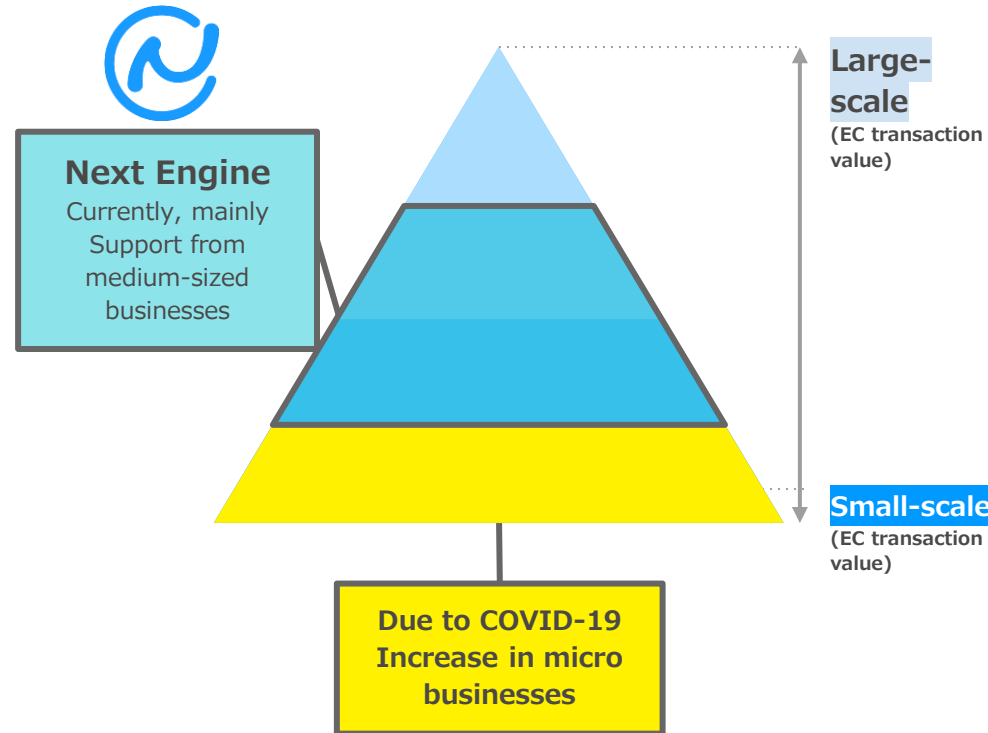 Next Engine
Currently, mainly
Support from
medium-sized
businesses
Large-
scale
(EC transaction
value)
Small-scale
(EC transaction
value)
Due to COVID-19
Increase in micro
businesses